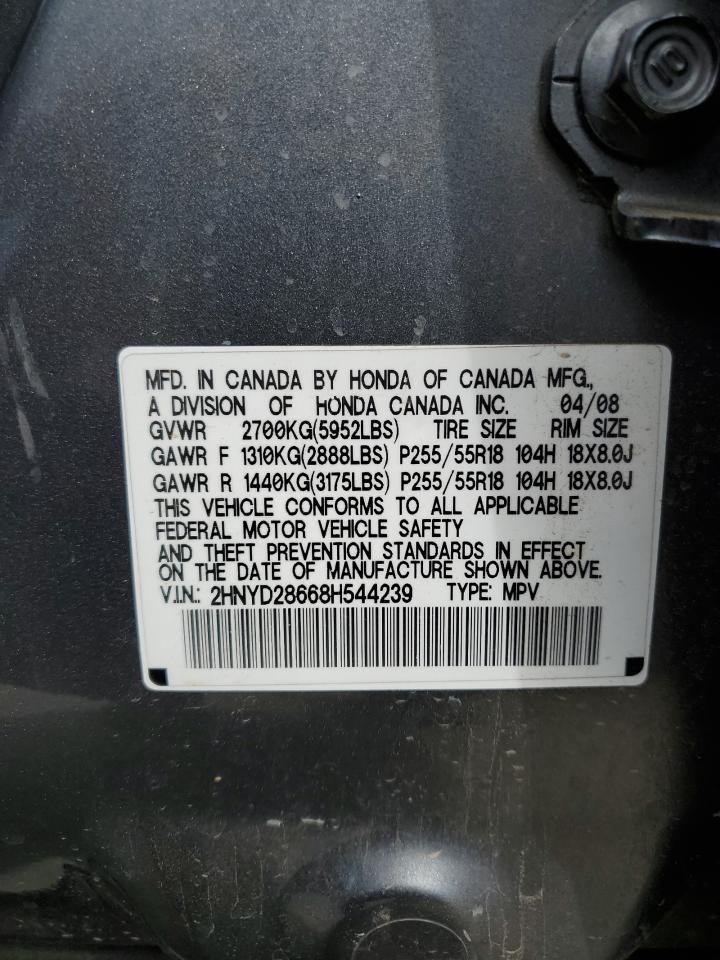 10
MFD. IN CANADA BY HONDA OF CANADA MFG.,
A DIVISION OF HONDA CANADA INC. 04/08
GVWR 2700KG(5952LBS) TIRE SIZE RIM SIZE
GAWR F 1310KG(2888LBS) P255/55R18 104H 18X8.0J
GAWR R 1440KG(3175LBS) P255/55R18 104H 18X8.0J
THIS VEHICLE CONFORMS TO ALL APPLICABLE
FEDERAL MOTOR VEHICLE SAFETY
AND THEFT PREVENTION STANDARDS IN EFFECT
ON THE DATE OF MANUFACTURE SHOWN ABOVE.
V.I.N.: 2HNYD28668H544239 TYPE: MPV